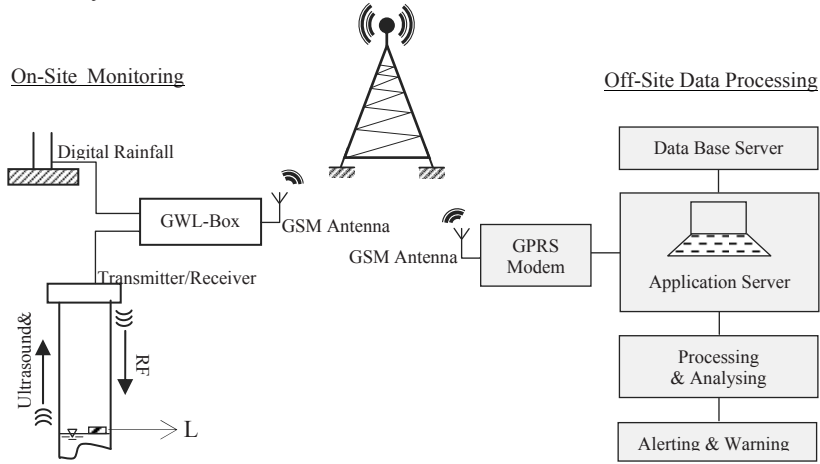 On-Site Monitoring
Off-Site Data Processing
Digital Rainfall
GWL-Box
GSM Antenna
Transmitter/Receiver
Ultrasound&
RF
L
GSM Antenna
GPRS
Modem
Data Base Server
Application Server
Processing
& Analysing
Alerting & Warning